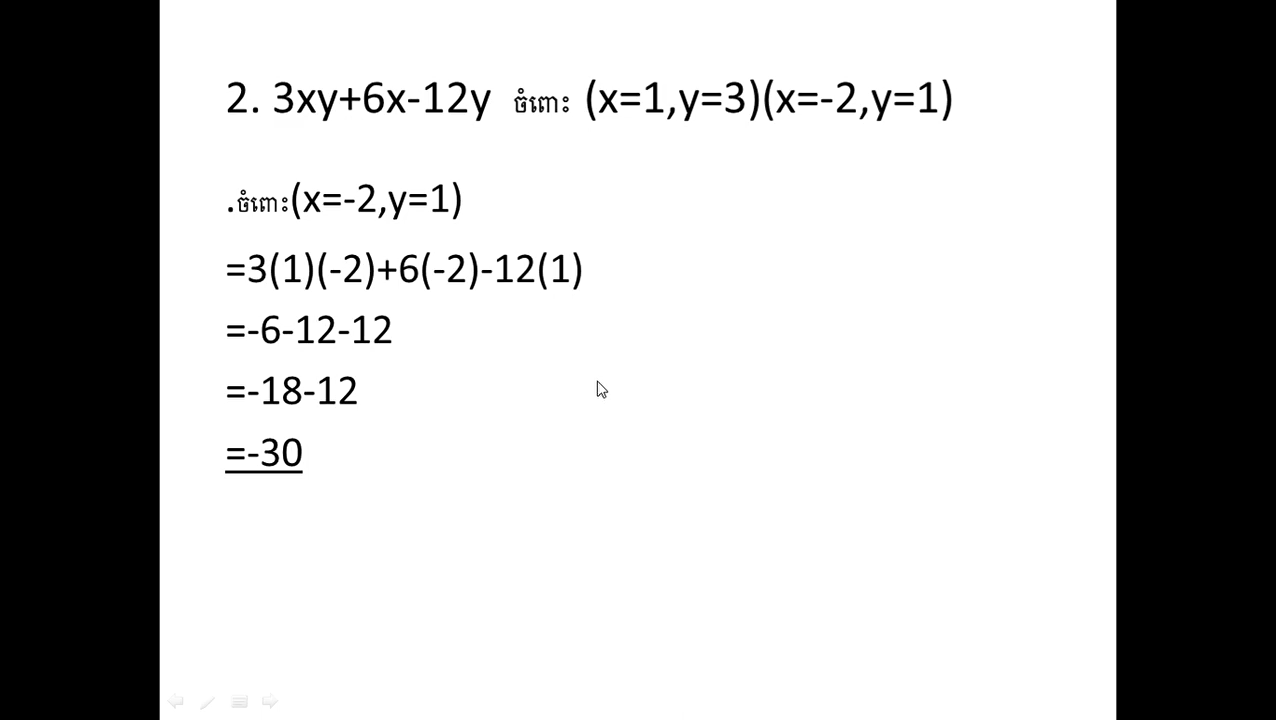 2. 3xy+6x-12y ចំពោះ (x=1,y=3)(x=-2,y=1)
.ចំពោះ(x=-2,y=1)
=3(1)(-2)+6(-2)-12(1)
=-6-12-12
=-18-12
=-30